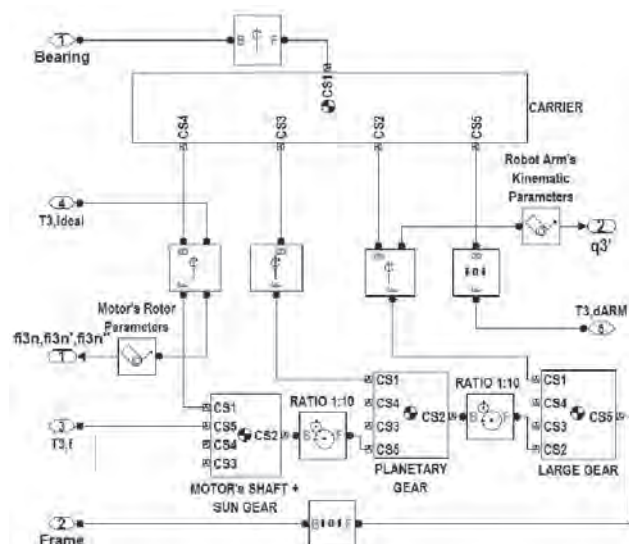 1
Bearing
B
F
CS1
CARRIER
CS4
CS3
CS2
CS5
Robot Arm's
Kinematic
Parameters
4
T3,ideal
2
q3'
B
F
B
F
B
F
B
F
Motor's Rotor
Parameters
fi3n,fi3n',fi3n''
1
T3,dARM
RATIO 1:10
RATIO 1:10
CS1
CS5
CS4
CS3
CS2
B
F
CS1
CS4
CS3
CS5
CS2
B
F
CS1
CS4
CS3
CS2
CS5
3
T3,f
MOTOR's SHAFT +
SUN GEAR
PLANETARY
GEAR
LARGE GEAR
2
Frame
B
F